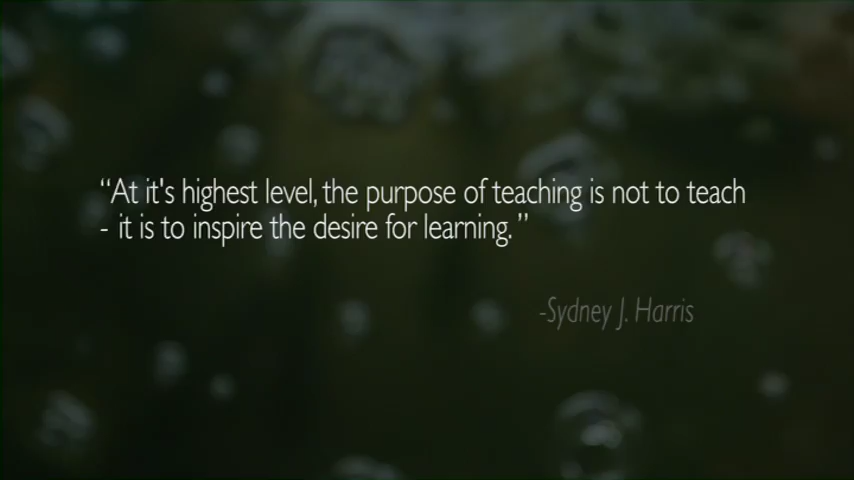 “At it's highest level, the purpose of teaching is not to teach
- it is to inspire the desire for learning. ”
-Sydney J. Harris